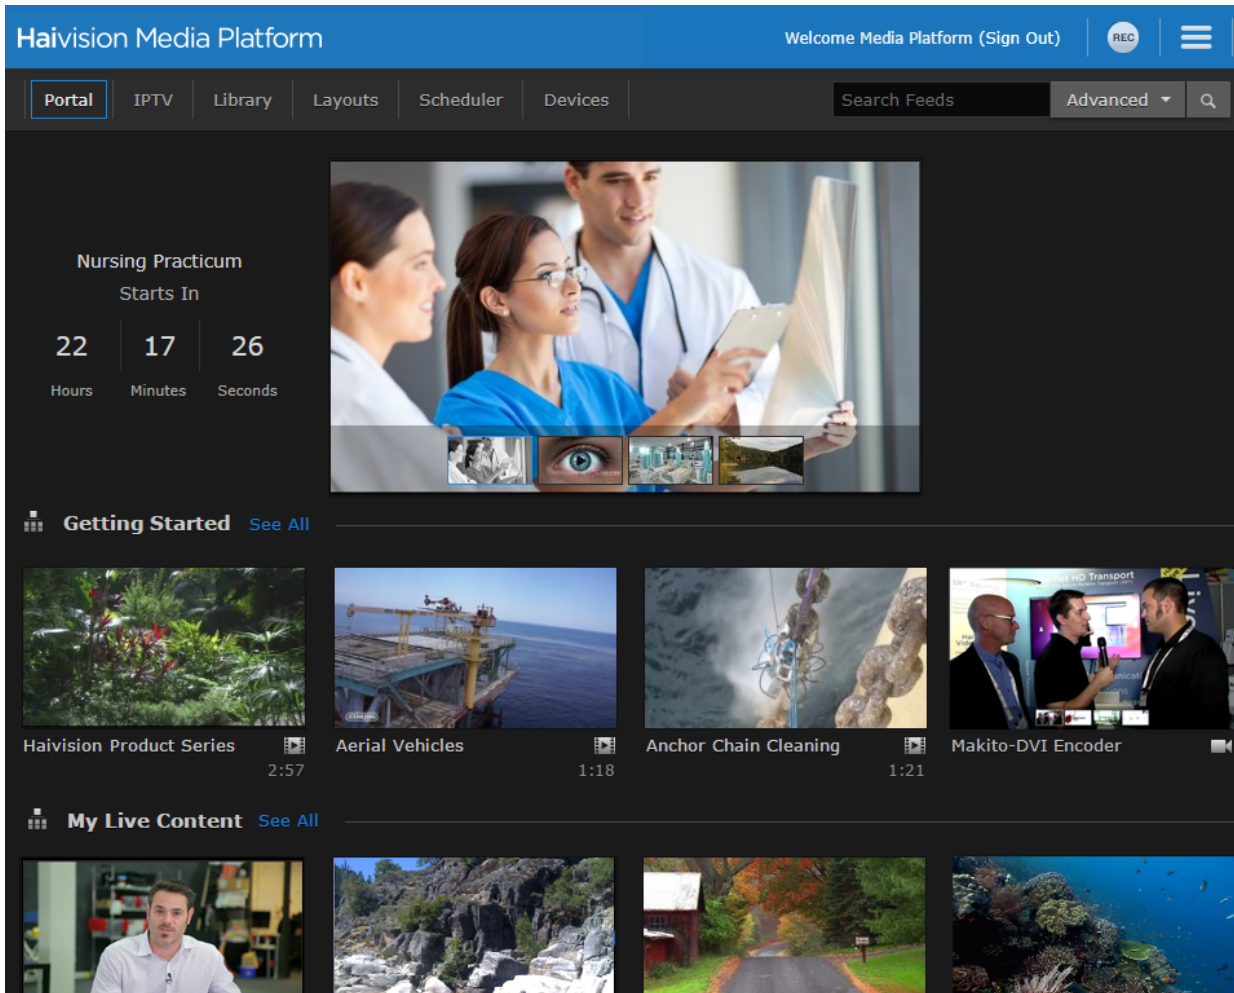 Haivision Media Platform
Welcome Media Platform (Sign Out)
REC
Portal
IPTV
Library
Layouts
Scheduler
Devices
Search Feeds
Advanced
Nursing Practicum
Starts In
22 17 26
Hours Minutes Seconds
Getting Started See All
HD Transport
Haivision Product Series
2:57
Aerial Vehicles
1:18
Anchor Chain Cleaning
1:21
Makito-DVI Encoder
My Live Content See All